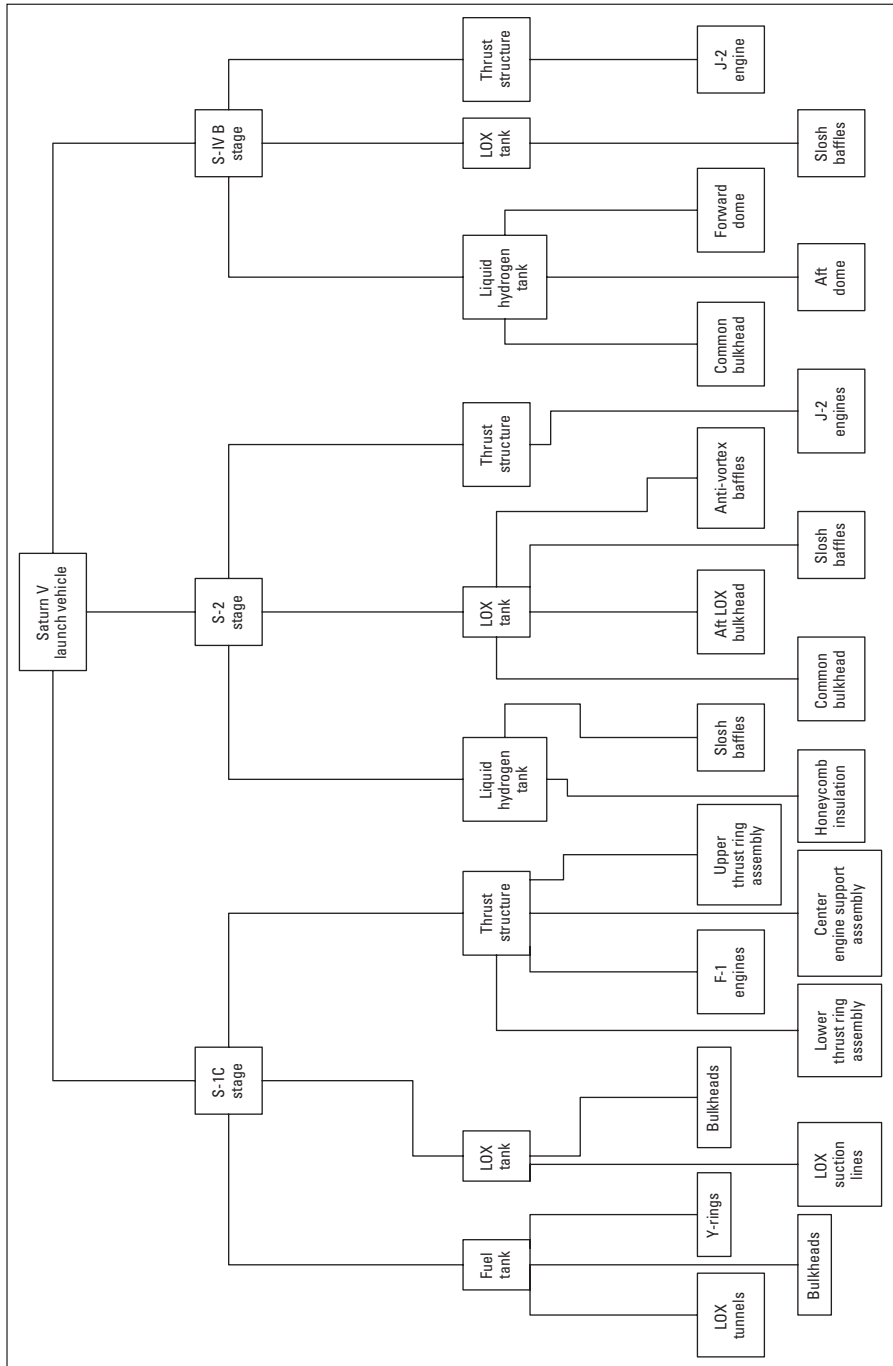 Saturn V
launch vehicle
S-1C
stage
S-2
stage
S-IV B
stage
Fuel
tank
LOX
tank
Thrust
structure
Liquid
hydrogen
tank
LOX
tank
Thrust
structure
Liquid
hydrogen
tank
LOX
tank
Thrust
structure
LOX
tunnels
Y-rings
Bulkheads
F-1
engines
Upper
thrust ring
assembly
Slosh
baffles
Aft LOX
bulkhead
Anti-vortex
baffles
Common
bulkhead
Forward
dome
J-2
engine
Bulkheads
LOX
suction
lines
Lower
thrust ring
assembly
Center
engine support
assembly
Honeycomb
insulation
Common
bulkhead
Slosh
baffles
J-2
engines
Aft
dome
Slosh
baffles